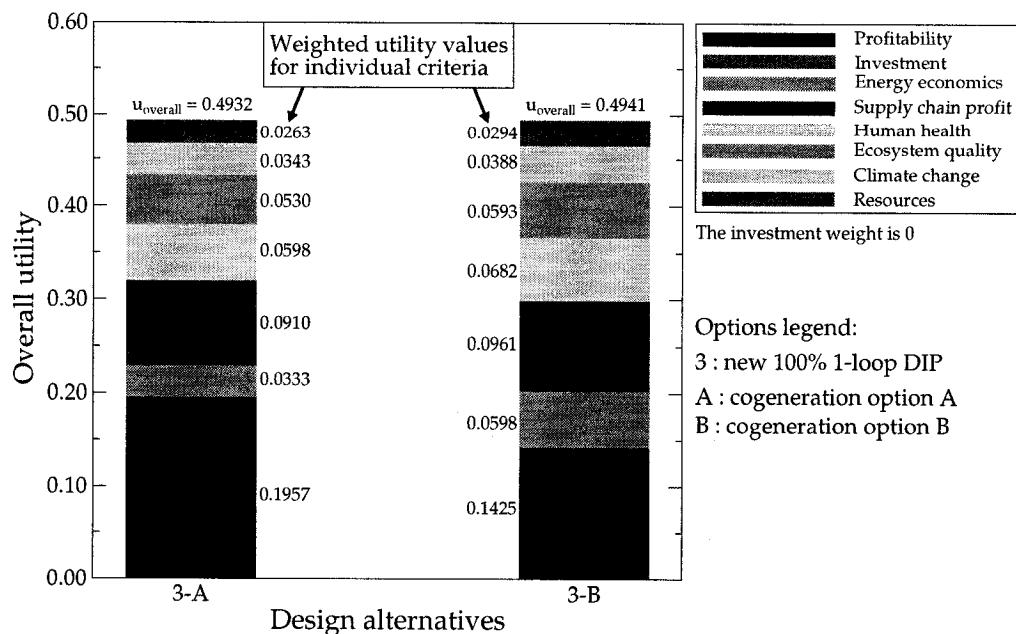 0.60
0.50
0.40
0.30
0.20
0.10
0.00
Overall utility
Weighted utility values
for individual criteria
u overall = 0.4932
0.0263
0.0343
0.0530
0.0598
0.0910
0.0333
0.1957
3-A
u overall = 0.4941
0.0294
0.0388
0.0593
0.0682
0.0961
0.0598
0.1425
3-B
Design alternatives
Profitability
Investment
Energy economics
Supply chain profit
Human health
Ecosystem quality
Climate change
Resources
The investment weight is 0
Options legend:
3 : new 100% 1-loop DIP
A : cogeneration option A
B : cogeneration option B